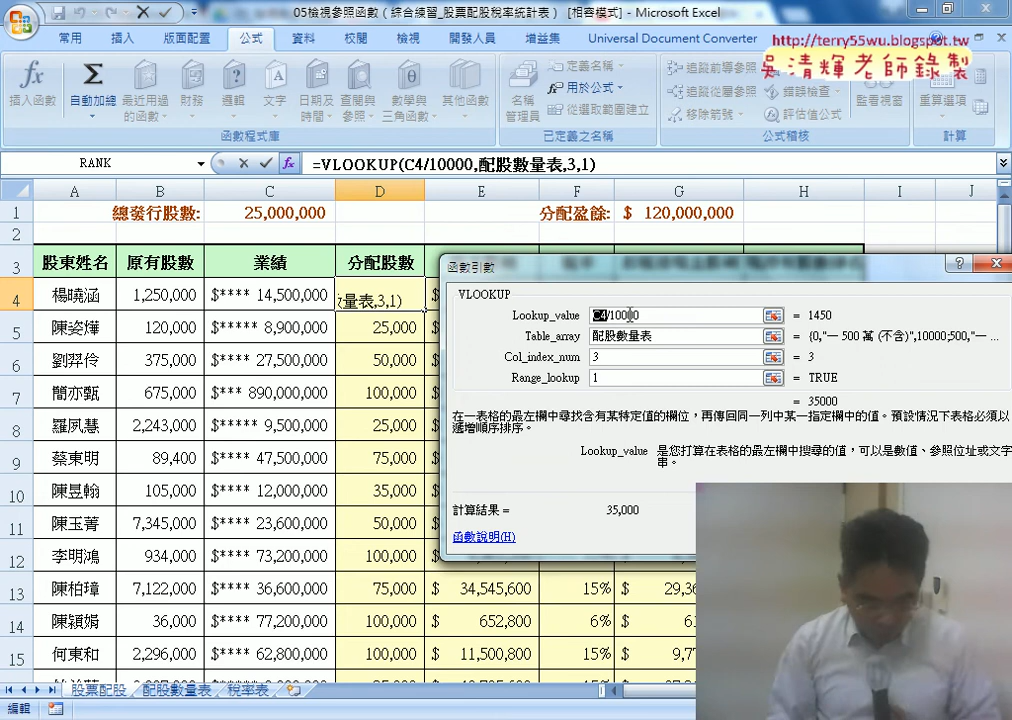 05檢視參照函數（綜合練習_股票配股稅率統計表） [相容模式] - Microsoft Excel
常用 插入 版面配置 公式 資料 校閱 檢視 開發人員 增益集 Universal Document Converter
http://terry55wu.blogspot.tw
吳清輝老師錄製
插入函數 自動加總 最近用過的函數 財務 邏輯 文字 日期及時間 查閱與參照 數學與三角函數 其他函數
名稱管理員 定義名稱 用於公式 從選取範圍建立
追蹤前導參照 追蹤從屬參照 移除箭號 錯誤檢查 評估值公式 監看視窗 重算選項
函數程式庫 已定義之名稱 公式稽核 計算
RANK =VLOOKUP(C4/10000,配股數量表,3,1)
A B C D E F G H I J
1 總發行股數: 25,000,000 分配盈餘: $ 120,000,000
2
3 股東姓名 原有股數 業績 分配股數
4 楊曉涵 1,250,000 $**** 14,500,000 數量表,3,1) $
5 陳姿燁 120,000 $***** 8,900,000 25,000 $
6 劉羿伶 375,000 $**** 27,500,000 50,000 $
7 簡亦甄 675,000 $*** 890,000,000 100,000 $
8 羅夙慧 2,243,000 $***** 9,500,000 25,000 $
9 蔡東明 89,400 $**** 47,500,000 75,000 $
10 陳昱翰 105,000 $**** 12,000,000 35,000 $
11 陳玉菁 7,345,000 $**** 23,600,000 50,000 $
12 李明鴻 934,000 $**** 73,200,000 100,000 $
13 陳柏璋 7,122,000 $**** 36,600,000 75,000 $ 34,545,600 15% $ 29,36
14 陳潁娟 36,000 $**** 77,200,000 100,000 $ 652,800 6% $ 61
15 何東和 2,296,000 $**** 62,800,000 100,000 $ 11,500,800 15% $ 9,77
函數引數
VLOOKUP
Lookup_value C4/10000 = 1450
Table_array 配股數量表 = {0,"一 500 萬 (不含)",10000;500,"一 ...
Col_index_num 3 = 3
Range_lookup 1 = TRUE
= 35000
在一表格的最左欄中尋找含有某特定值的欄位，再傳回同一列中某一指定欄中的值。預設情況下表格必須以
遞增順序排序。
Lookup_value 是您打算在表格的最左欄中搜尋的值，可以是數值、參照位址或文字
串。
計算結果 = 35,000
函數說明(H)
股票配股 配股數量表 稅率表
編輯